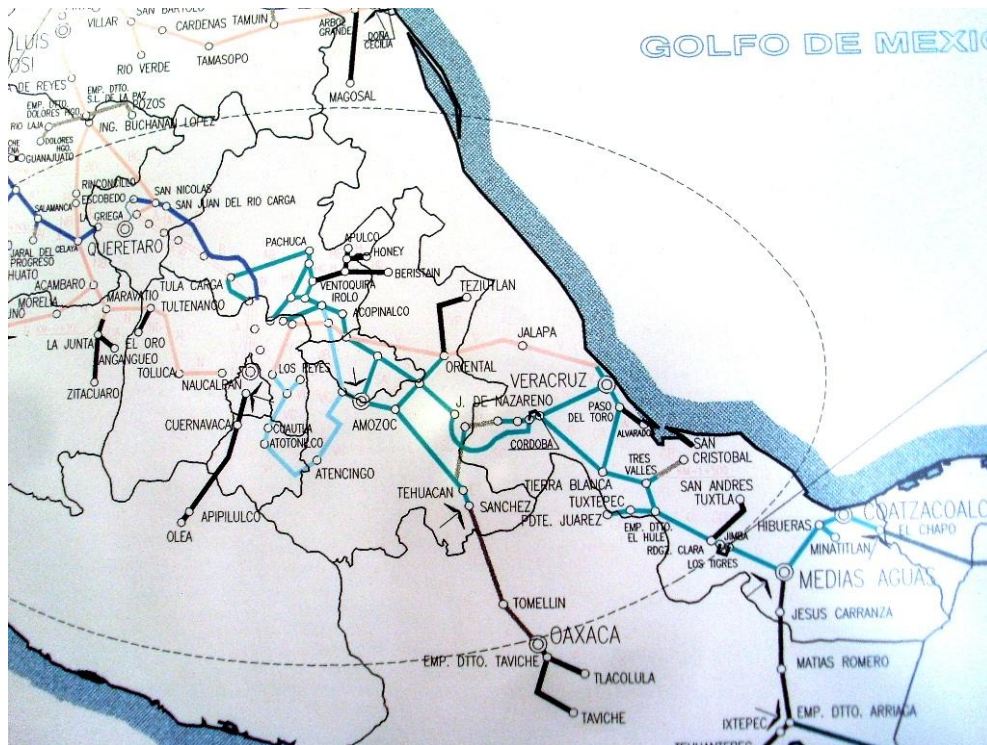 VILLAR
SAN BARTOLO
CARDENAS TAMUIN
ARBOL
GRANDE
DOÑA
CECILIA
GOLFO DE MEXIC
LUIS
OSI
RIO VERDE
TAMASOPO
MAGOSAL
A DE REYES
EMP. DTTO.
DOLORES HGO.
EMP. DTTO.
S.L. DE LA PAZ
POZOS
RIO LAJA
DOLORES
HGO.
ING. BUCHANAN LOPEZ
GUANAJUATO
RINCONCILLO
ESCOBEDO
SAN NICOLAS
SAN JUAN DEL RIO CARGA
SALAMANCA
LA GRIEGA
QUERETARO
JARAL DEL
PROGRESO
CELAYA
HUATO
ACAMBARO
MORELIA
UNO
MARAVATIO
TULTENANGO
TULA CARGA
PACHUCA
APULCO
HONEY
BERISTAIN
VENTOQUIPA
IROLO
TEZIUTLAN
ACOPINALCO
LA JUNTA
ANGANGUEO
EL ORO
ZITACUARO
TOLUCA
NAUCALPAN
LOS REYES
ORIENTAL
JALAPA
VERACRUZ
CUERNAVACA
CUAUTLA
ATOTONILCO
AMOZOC
J. DE NAZARENO
PASO
DEL TORO
ALVARADO
SAN
CRISTOBAL
CORDOBA
ATENCINGO
TRES
VALLES
TEHUACAN
TIERRA BLANCA
SAN ANDRES
TUXTLA
APIPILULCO
OLEA
SANCHEZ
TUXTEPEC
PDTE. JUAREZ
EMP. DTTO.
EL HULE
RDGZ. CLARA
JIMBA
LOS TIGRES
HIBUERAS
COATZACOALC
EL CHAPO
MINATITLAN
MEDIAS AGUAS
TOMELLIN
JESUS CARRANZA
OAXACA
EMP. DTTO. TAVICHE
TLACOLULA
MATIAS ROMERO
TAVICHE
IXTEPEC
EMP. DTTO. ARRIAGA
TEHUANTEPEC